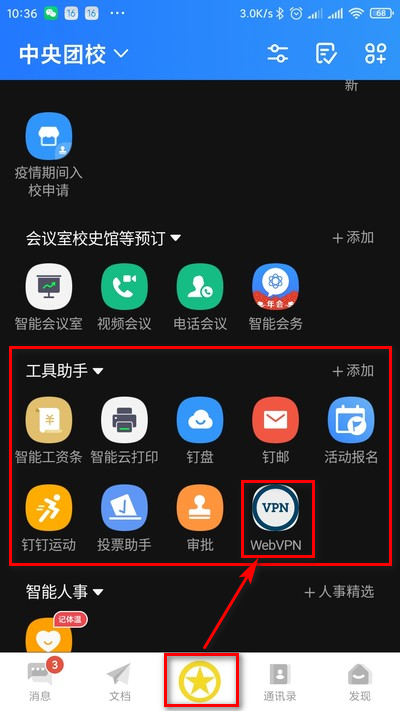 10:36 16 16 ··· 3.0K/s 68
中央团校
新
疫情期间入
校申请
会议室校史馆等预订 +添加
智能会议室 视频会议 电话会议 智能会务
年会
工具助手 +添加
智能工资条 智能云打印 钉盘 钉邮 活动报名
VPN
钉钉运动 投票助手 审批 WebVPN
智能人事 +人事精选
记体温
3
消息 文档 通讯录 发现